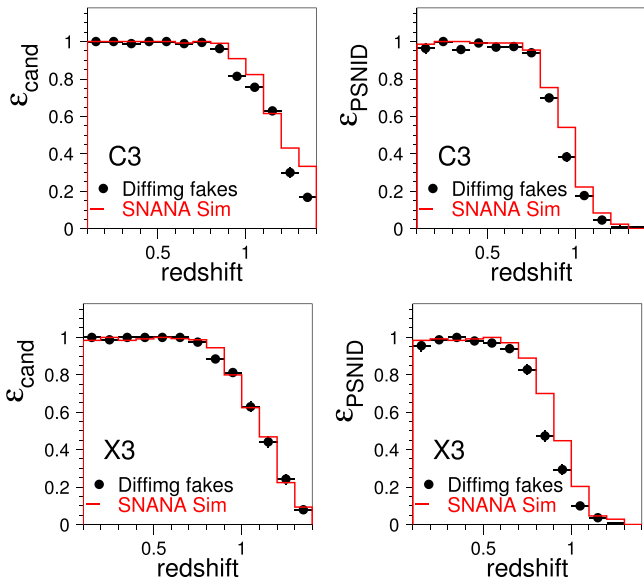 1
0.8
0.6
0.4
0.2
0
ε_cand
C3
Diffimg fakes
SNANA Sim
0.5
1
redshift
1
0.8
0.6
0.4
0.2
0
ε_PSNID
C3
Diffimg fakes
SNANA Sim
0.5
1
redshift
1
0.8
0.6
0.4
0.2
0
ε_cand
X3
Diffimg fakes
SNANA Sim
0.5
1
redshift
1
0.8
0.6
0.4
0.2
0
ε_PSNID
X3
Diffimg fakes
SNANA Sim
0.5
1
redshift